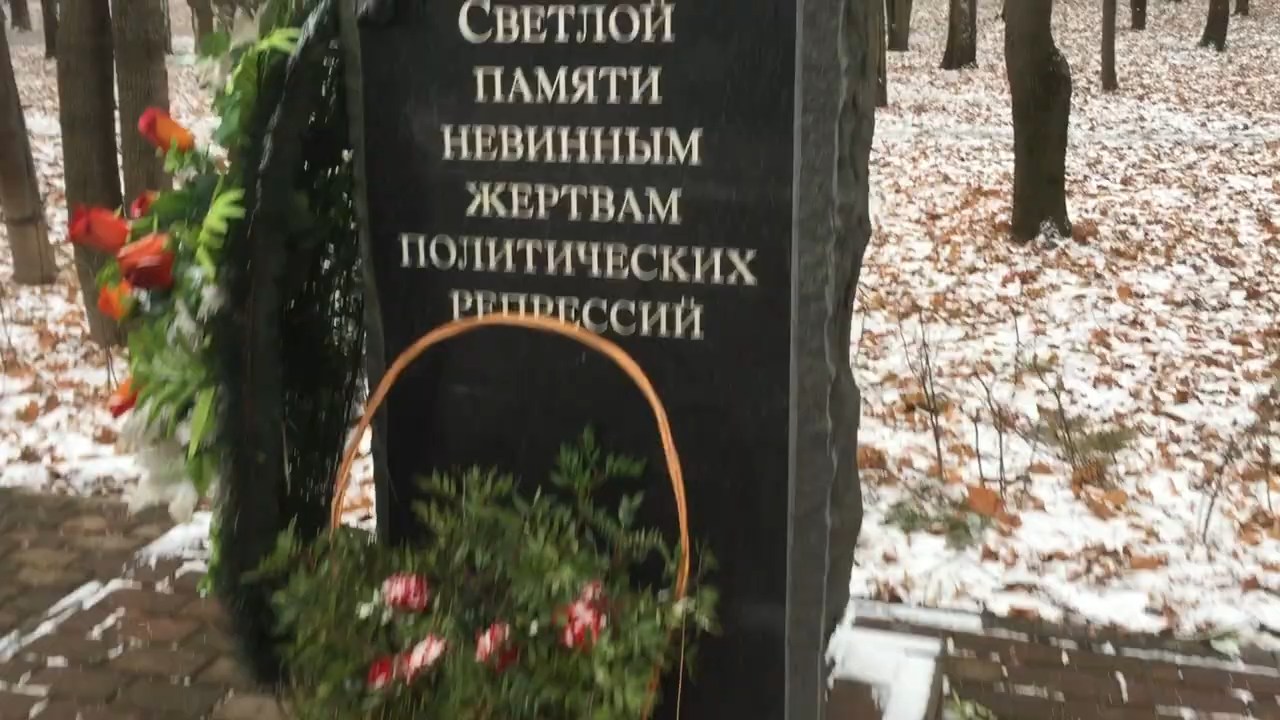 Светлой
памяти
невинным
жертвам
политических
репрессий